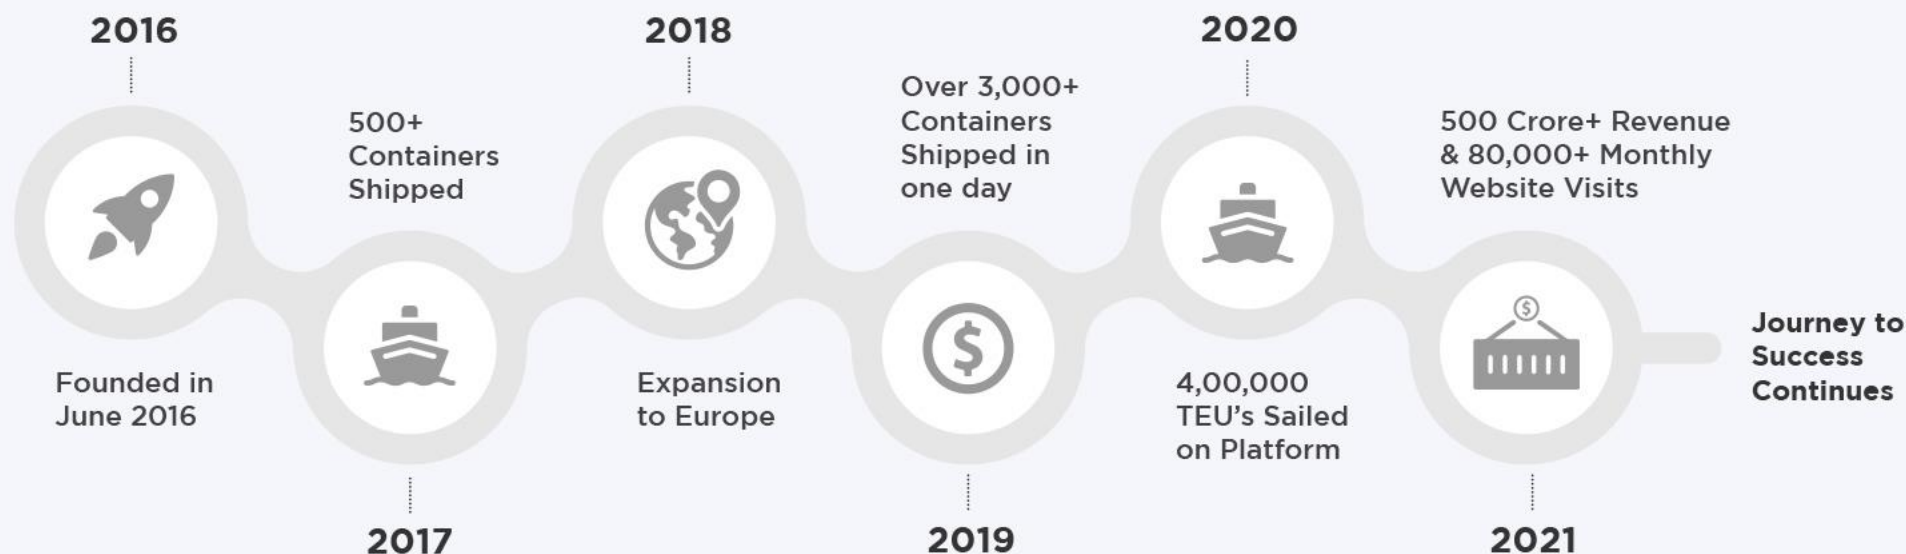 2016
Founded in
June 2016
500+
Containers
Shipped
2017
2018
Expansion
to Europe
Over 3,000+
Containers
Shipped in
one day
2019
2020
4,00,000
TEU's Sailed
on Platform
500 Crore+ Revenue
& 80,000+ Monthly
Website Visits
$
$
2021
Journey to
Success
Continues